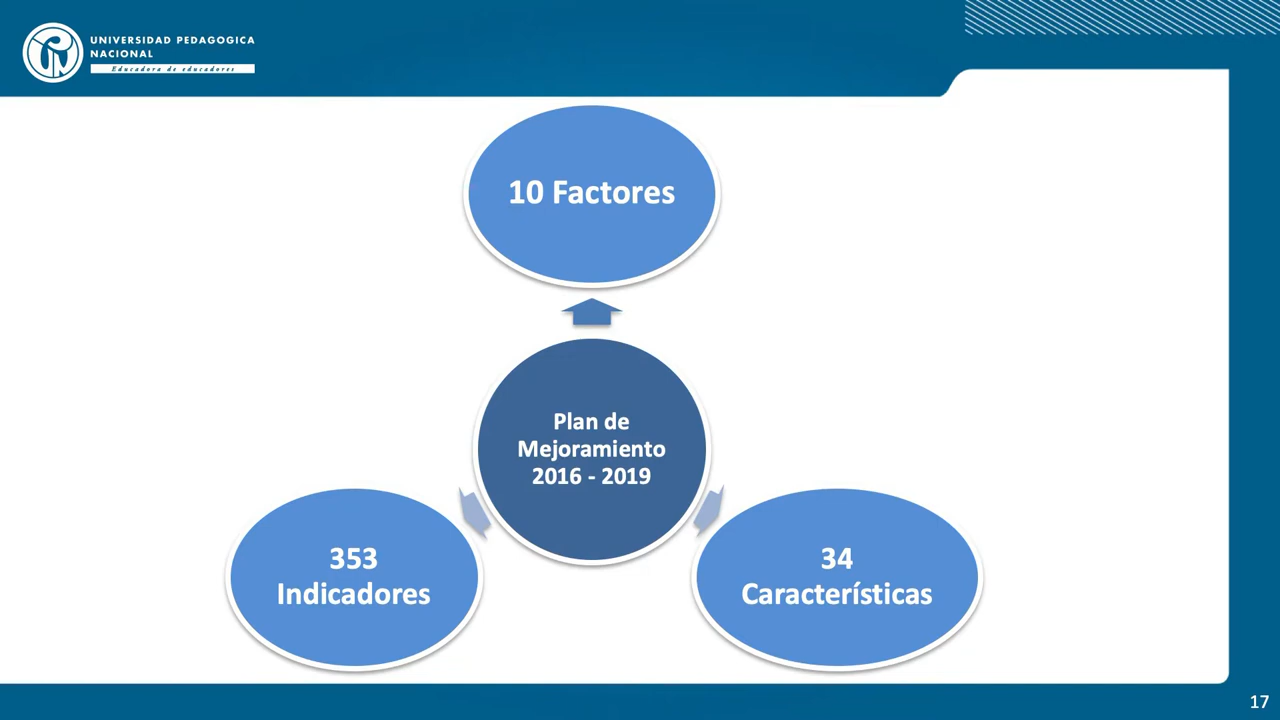 UNIVERSIDAD PEDAGOGICA
NACIONAL
Educadora de educadores
10 Factores
Plan de
Mejoramiento
2016 - 2019
353
Indicadores
34
Características
17